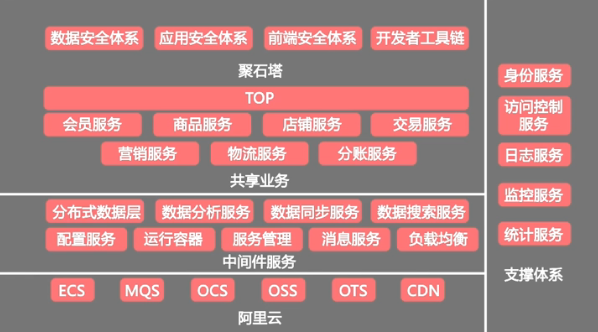 数据安全体系 应用安全体系 前端安全体系 开发者工具链
聚石塔
TOP
会员服务 商品服务 店铺服务 交易服务
营销服务 物流服务 分账服务
共享业务
分布式数据层 数据分析服务 数据同步服务 数据搜索服务
配置服务 运行容器 服务管理 消息服务 负载均衡
中间件服务
ECS MQS OCS OSS OTS CDN
阿里云
身份服务
访问控制
服务
日志服务
监控服务
统计服务
支撑体系